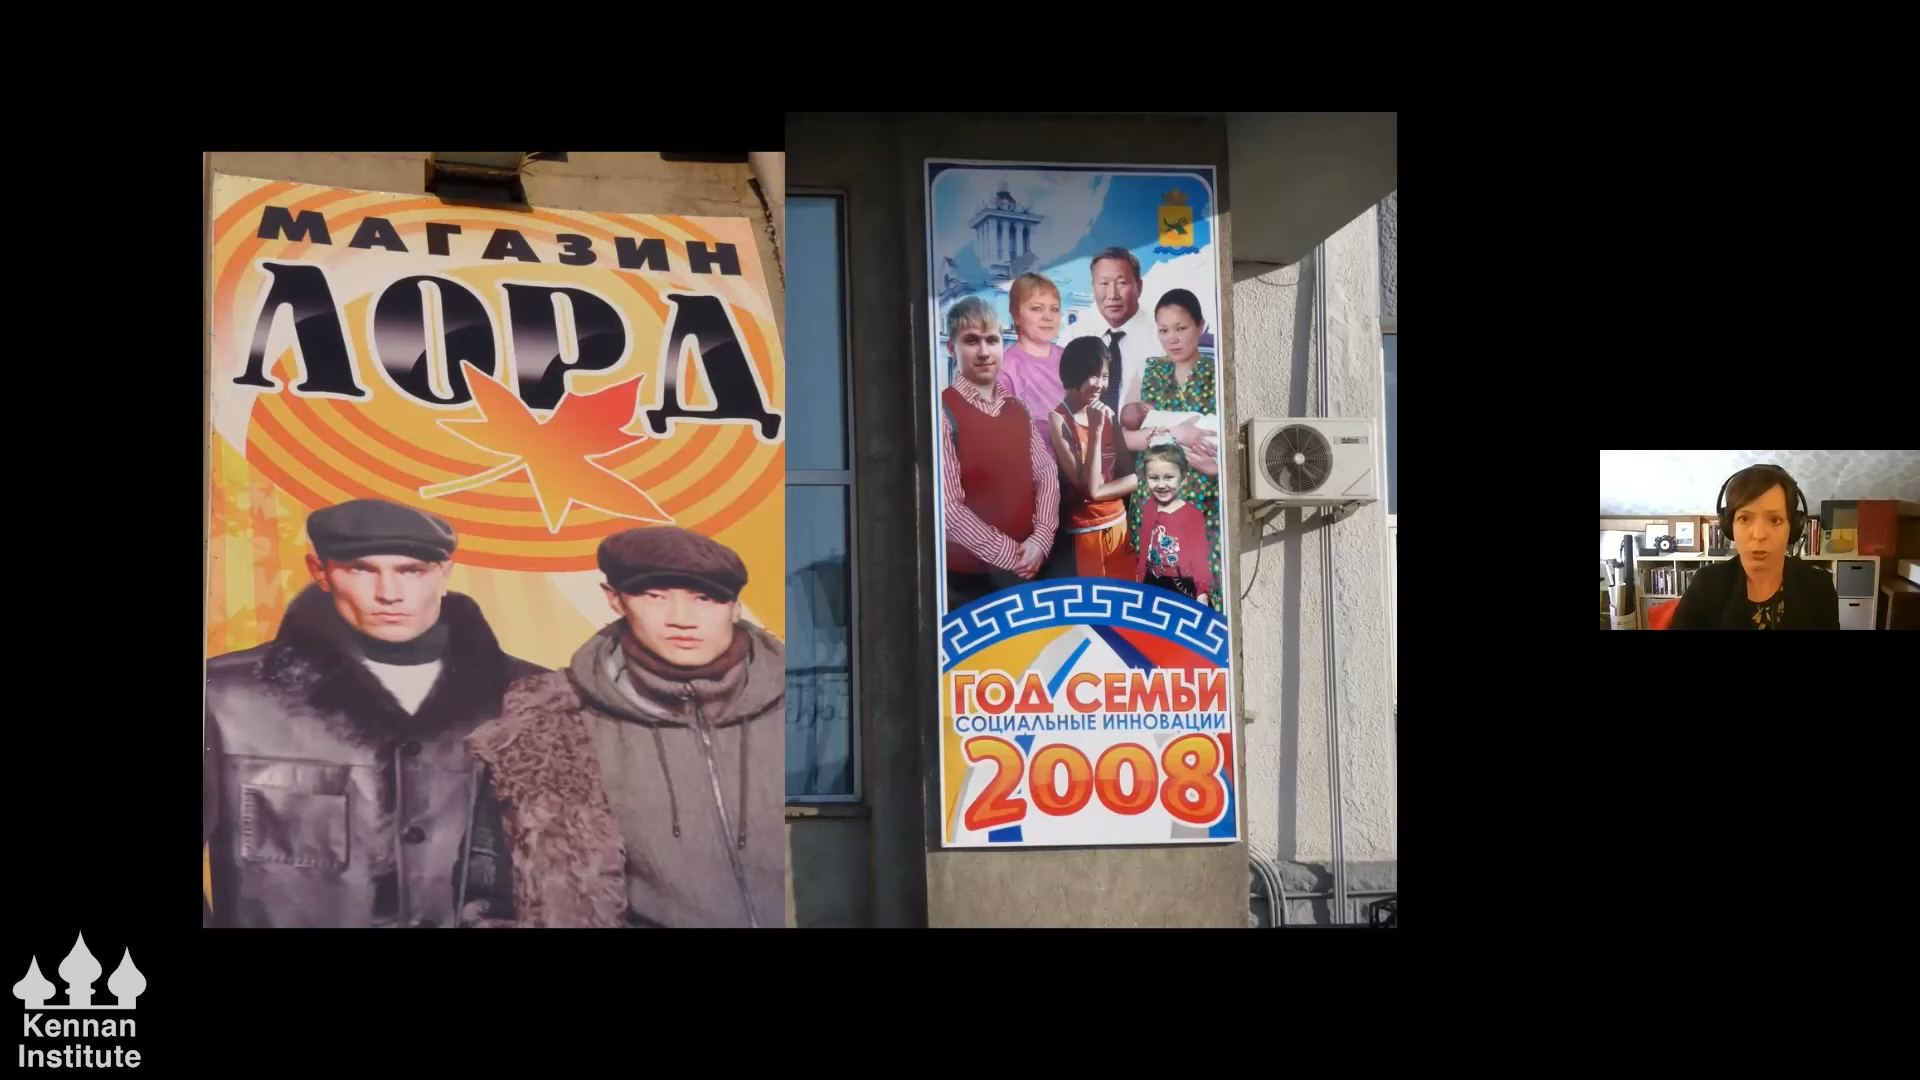 МАГАЗИН
ЛОРД
ГОД СЕМЬИ
СОЦИАЛЬНЫЕ ИННОВАЦИИ
2008
Kennan
Institute